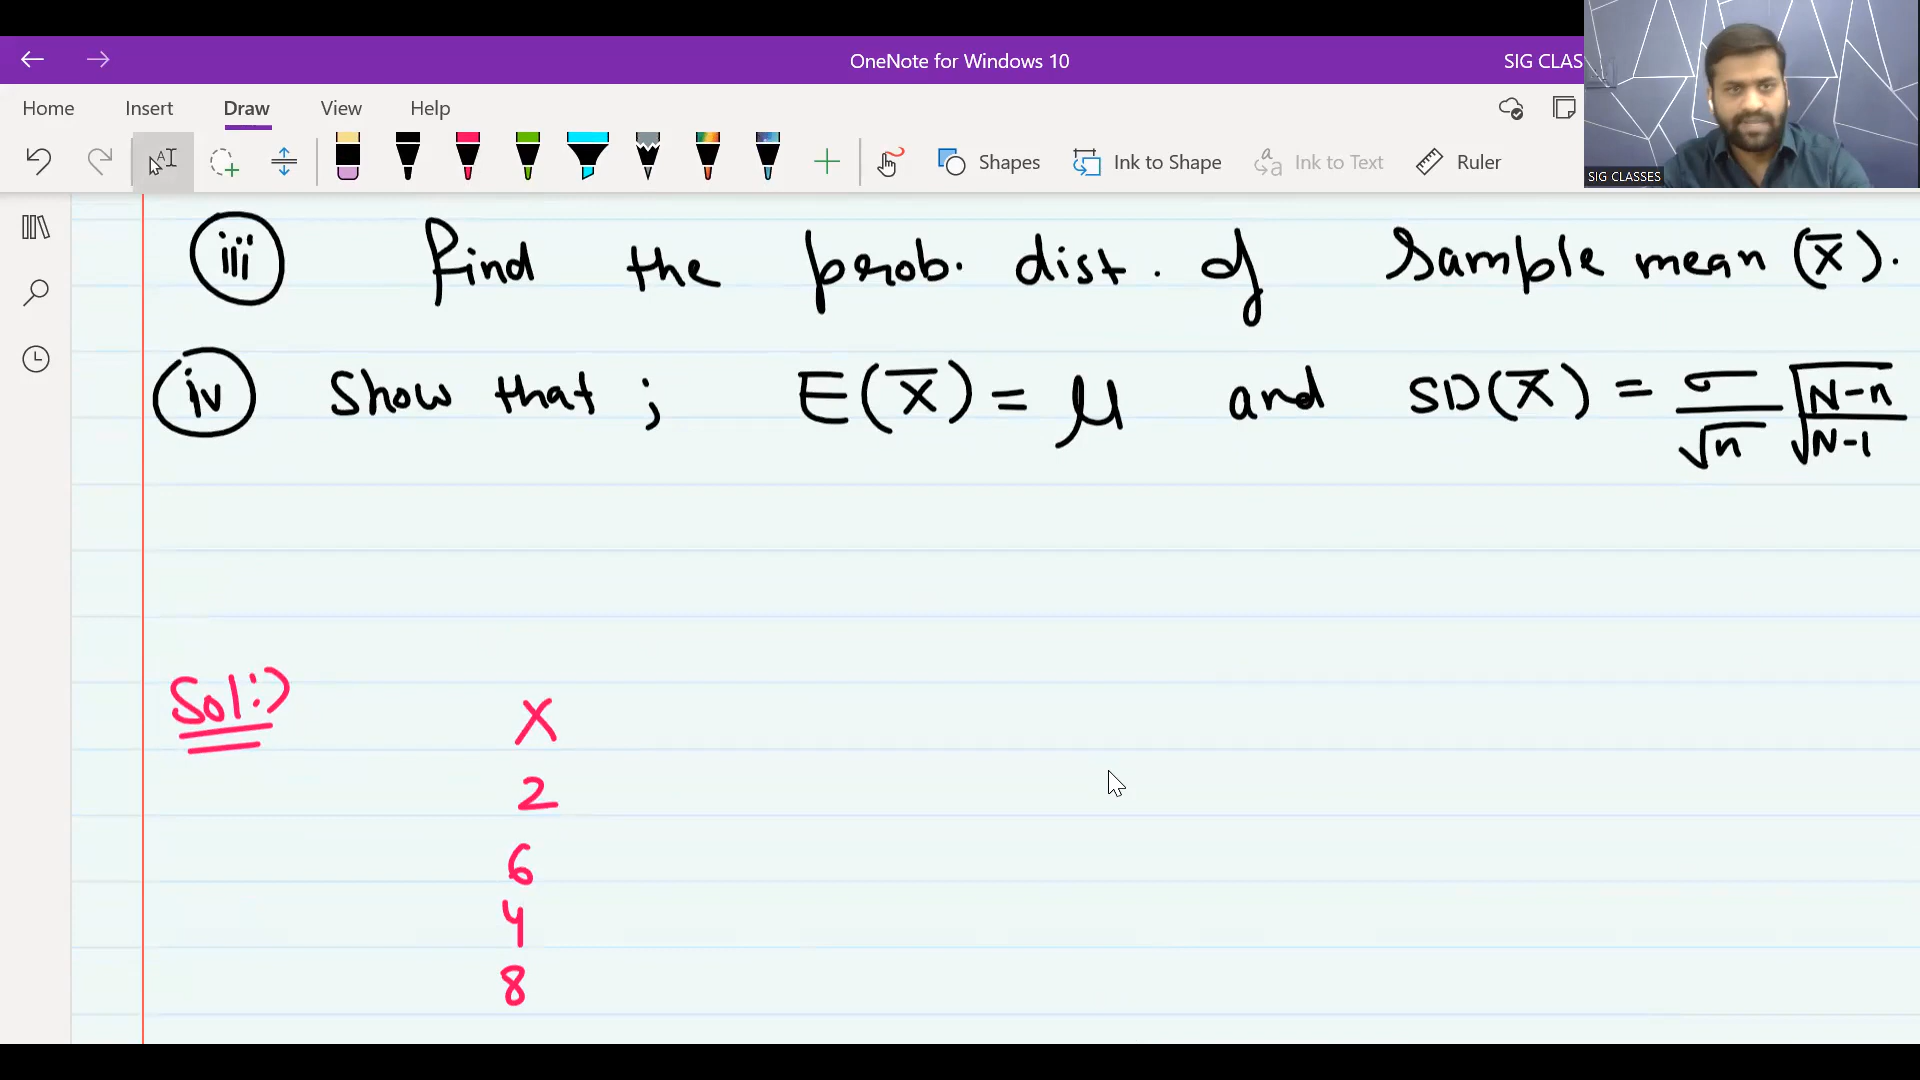 OneNote for Windows 10
SIG CLAS
Home Insert Draw View Help
Shapes Ink to Shape Ink to Text Ruler
SIG CLASSES
iii Find the prob. dist. of Sample mean (X̅).
iv Show that ; E(X̅) = μ and SD(X̅) = σ/√n √(N-n)/√(N-1)
Sol:)
X
2
6
4
8